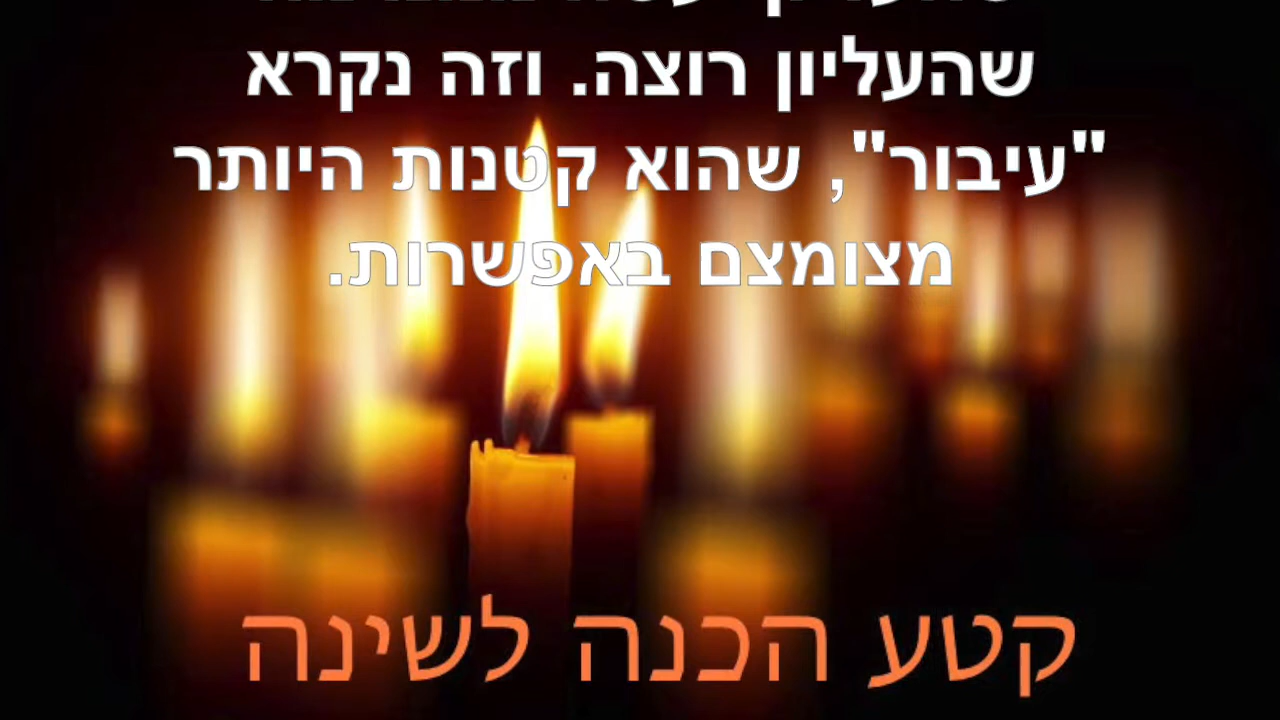 שהעליון רוצה. וזה נקרא
"עיבור", שהוא קטנות היותר
מצומצם באפשרות.
קטע הכנה לשינה